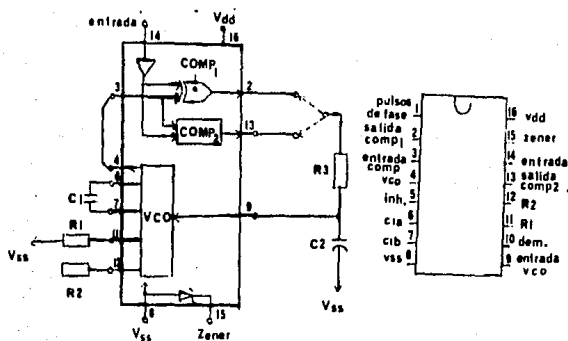 entrada
Vdd
14
16
COMP1
3
2
COMP2
13
4
6
C1
VCO
7
R3
9
R1
11
Vss
C2
12
R2
Vss
8
15
Vss
Zener
pulsos
de fase
1
16
vdd
salida
comp1
2
15
zener
entrada
comp
3
14
entrada
vco
4
13
salida
comp2
inh.
5
12
R2
c1a
6
11
R1
c1b
7
10
dem.
vss
8
9
entrada
vco